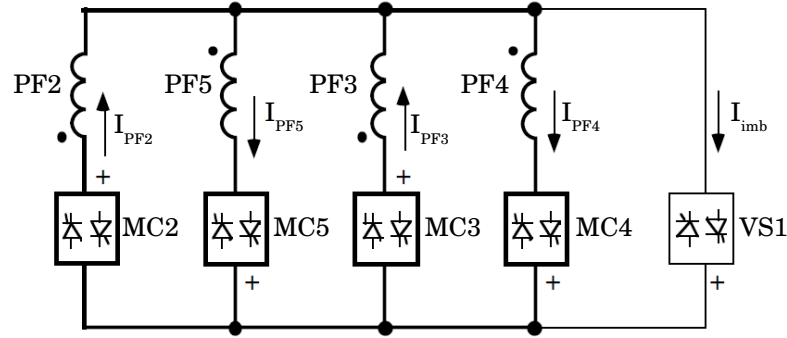 PF2 PF5 PF3 PF4
I_PF2 I_PF5 I_PF3 I_PF4 I_imb
+ +
MC2 MC5 MC3 MC4 VS1
+ + +